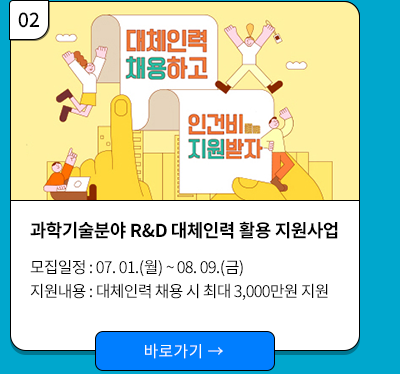 02
대체인력
채용하고
인건비
지원받자
과학기술분야 R&D 대체인력 활용 지원사업
모집일정 : 07. 01.(월) ~ 08. 09.(금)
지원내용 : 대체인력 채용 시 최대 3,000만원 지원
바로가기 →